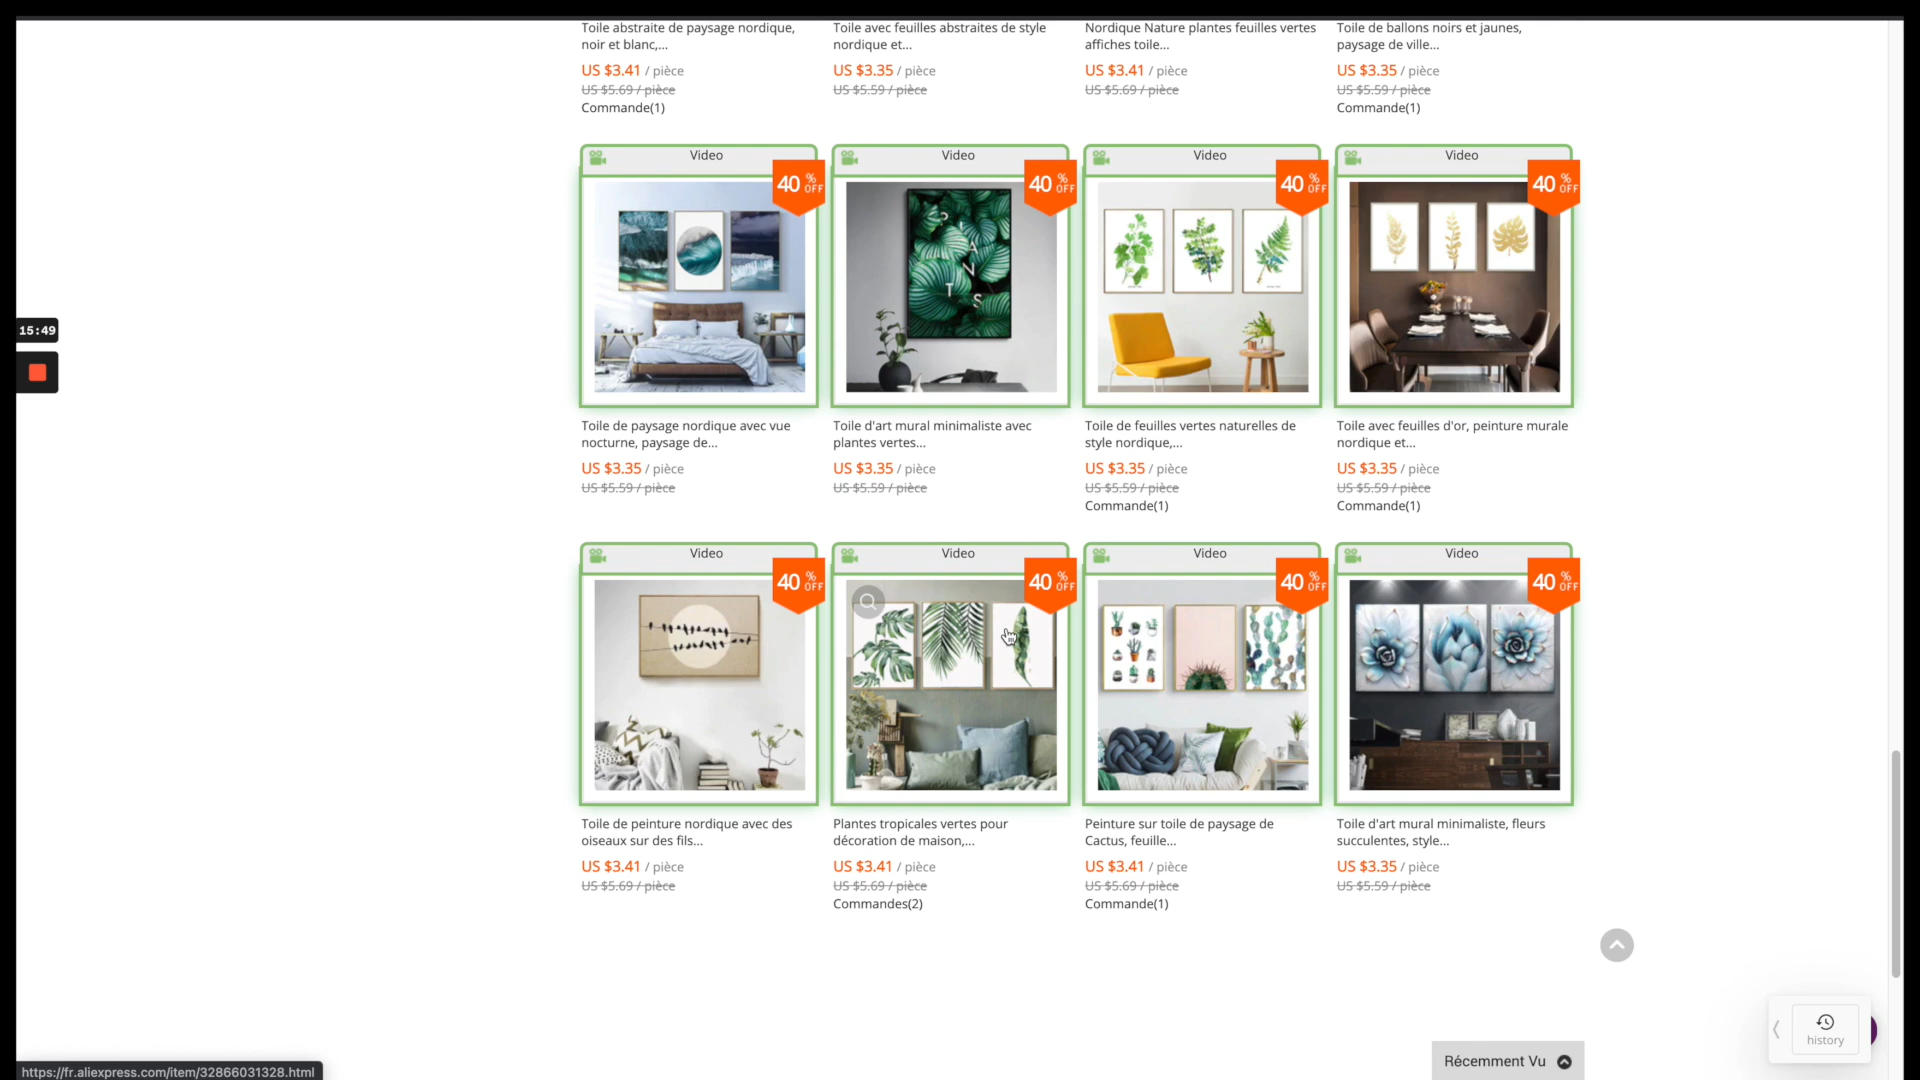 Toile abstraite de paysage nordique, noir et blanc,...
Toile avec feuilles abstraites de style nordique et...
Nordique Nature plantes feuilles vertes affiches toile...
Toile de ballons noirs et jaunes, paysage de ville...
US $3.41 / pièce
US $3.35 / pièce
US $3.41 / pièce
US $3.35 / pièce
US $5.69 / pièce
US $5.59 / pièce
US $5.69 / pièce
US $5.59 / pièce
Commande(1)
Commande(1)
Video
Video
Video
Video
40 % OFF
40 % OFF
40 % OFF
40 % OFF
PLANTS
15:49
Toile de paysage nordique avec vue nocturne, paysage de...
Toile d'art mural minimaliste avec plantes vertes...
Toile de feuilles vertes naturelles de style nordique,...
Toile avec feuilles d'or, peinture murale nordique et...
US $3.35 / pièce
US $3.35 / pièce
US $3.35 / pièce
US $3.35 / pièce
US $5.59 / pièce
US $5.59 / pièce
US $5.59 / pièce
US $5.59 / pièce
Commande(1)
Commande(1)
Video
Video
Video
Video
40 % OFF
40 % OFF
40 % OFF
40 % OFF
Toile de peinture nordique avec des oiseaux sur des fils...
Plantes tropicales vertes pour décoration de maison,...
Peinture sur toile de paysage de Cactus, feuille...
Toile d'art mural minimaliste, fleurs succulentes, style...
US $3.41 / pièce
US $3.41 / pièce
US $3.41 / pièce
US $3.35 / pièce
US $5.69 / pièce
US $5.69 / pièce
US $5.69 / pièce
US $5.59 / pièce
Commandes(2)
Commande(1)
history
Récemment Vu
https://fr.aliexpress.com/item/32866031328.html